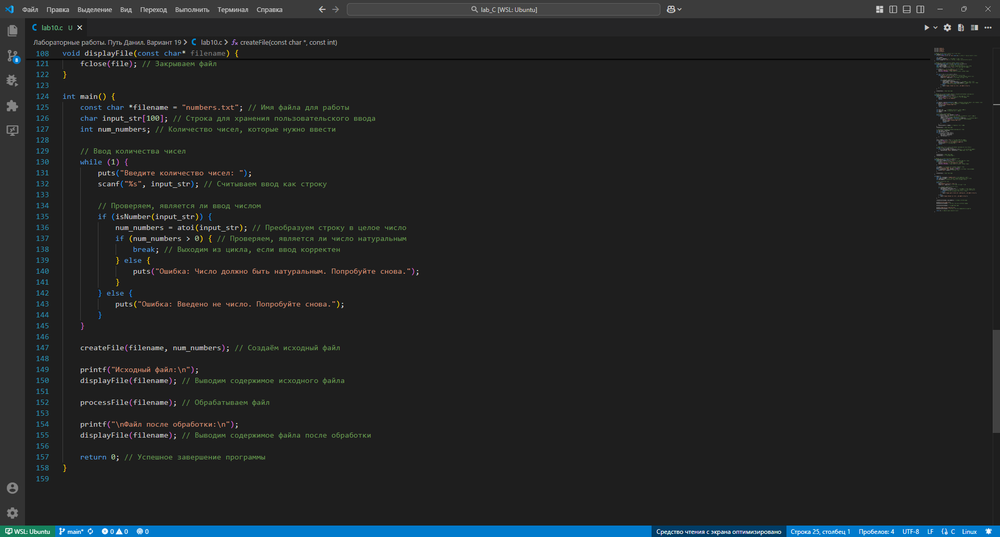 Файл Правка Выделение Вид Переход Выполнить Терминал Справка lab_C [WSL: Ubuntu]
lab10.c U
Лабораторные работы. Путь Данил. Вариант 19 > lab10.c > createFile(const char *, const int)
108 void displayFile(const char* filename) {
121     fclose(file); // Закрываем файл
122 }
123
124 int main() {
125     const char *filename = "numbers.txt"; // Имя файла для работы
126     char input_str[100]; // Строка для хранения пользовательского ввода
127     int num_numbers; // Количество чисел, которые нужно ввести
128
129     // Ввод количества чисел
130     while (1) {
131         puts("Введите количество чисел: ");
132         scanf("%s", input_str); // Считываем ввод как строку
133
134         // Проверяем, является ли ввод числом
135         if (isNumber(input_str)) {
136             num_numbers = atoi(input_str); // Преобразуем строку в целое число
137             if (num_numbers > 0) { // Проверяем, является ли число натуральным
138                 break; // Выходим из цикла, если ввод корректен
139             } else {
140                 puts("Ошибка: Число должно быть натуральным. Попробуйте снова.");
141             }
142         } else {
143             puts("Ошибка: Введено не число. Попробуйте снова.");
144         }
145     }
146
147     createFile(filename, num_numbers); // Создаём исходный файл
148
149     printf("Исходный файл:\n");
150     displayFile(filename); // Выводим содержимое исходного файла
151
152     processFile(filename); // Обрабатываем файл
153
154     printf("\nФайл после обработки:\n");
155     displayFile(filename); // Выводим содержимое файла после обработки
156
157     return 0; // Успешное завершение программы
158 }
159
8
WSL: Ubuntu main* 0 0 0 Средство чтения с экрана оптимизировано Строка 25, столбец 1 Пробелов: 4 UTF-8 LF {} C Linux